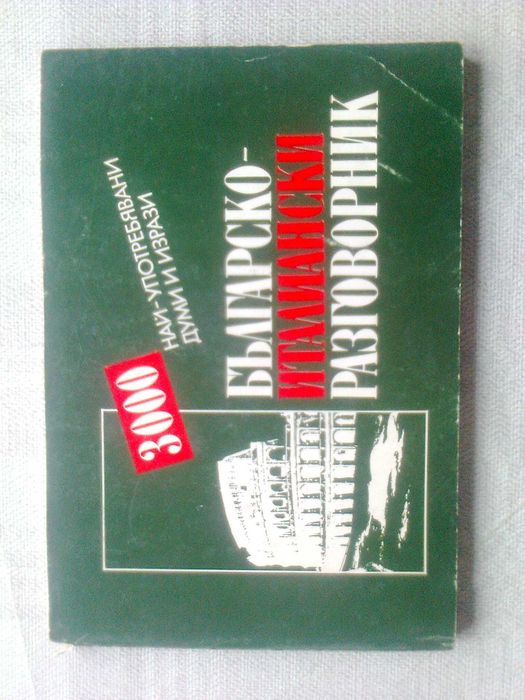 3000
НАЙ-УПОТРЕБЯВАНИ
ДУМИ И ИЗРАЗИ
БЪЛГАРСКО-
ИТАЛИАНСКИ
РАЗГОВОРНИК